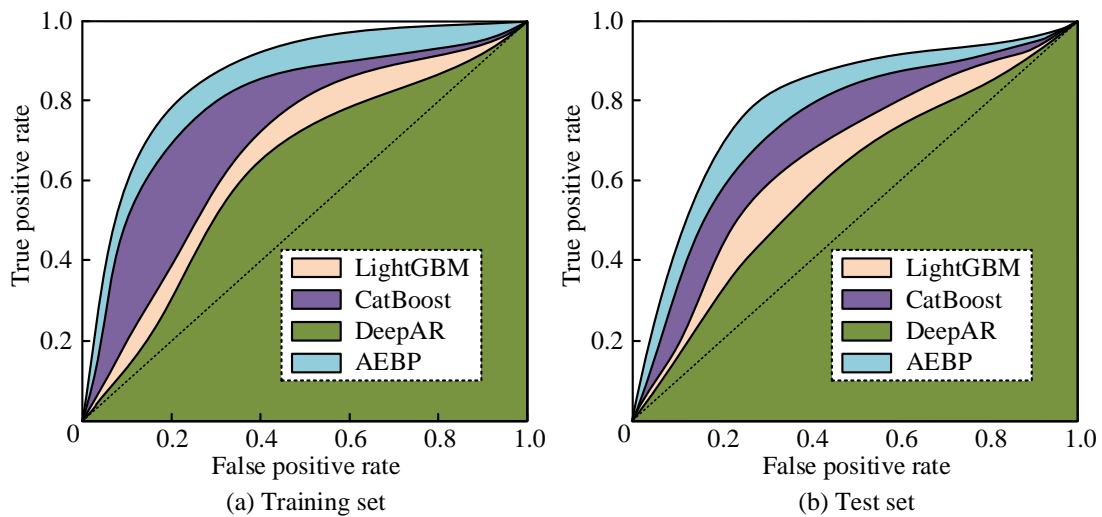 1.0
0.8
0.6
0.4
0.2
0
0.2
0.4
0.6
0.8
1.0
True positive rate
False positive rate
LightGBM
CatBoost
DeepAR
AEBP
(a) Training set
1.0
0.8
0.6
0.4
0.2
0
0.2
0.4
0.6
0.8
1.0
True positive rate
False positive rate
LightGBM
CatBoost
DeepAR
AEBP
(b) Test set